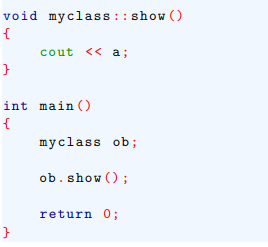 void myclass::show()
{
    cout << a;
}

int main()
{
    myclass ob;

    ob.show();

    return 0;
}